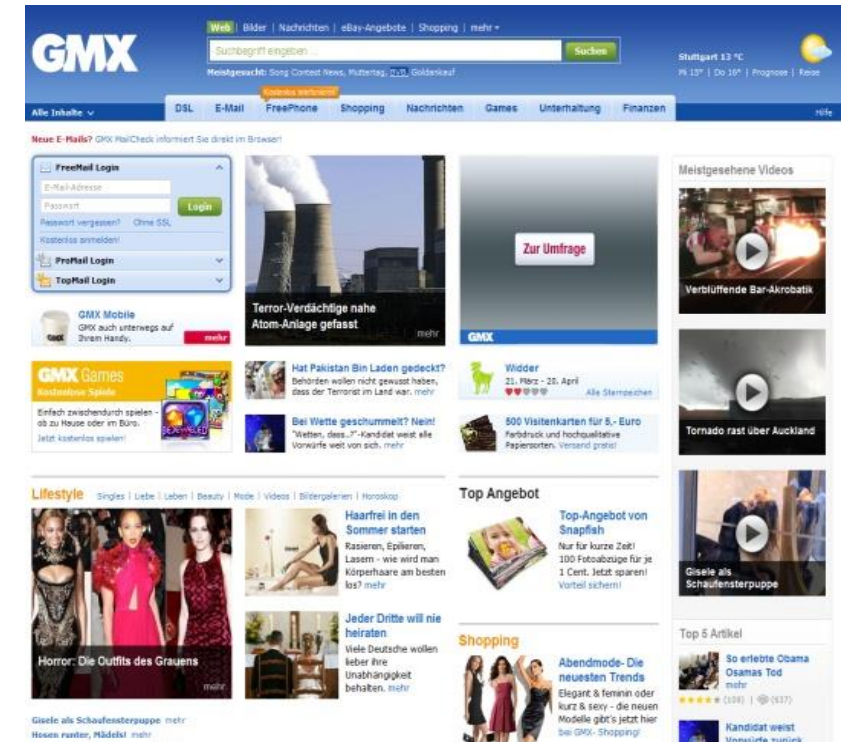 GMX
Web | Bilder | Nachrichten | eBay-Angebote | Shopping | mehr
Suchbegriff eingeben ...
Suchen
Meistgesucht: Song Contest News, Muttertag, DVB, Goldankauf
Stuttgart 13 °C
Mi 15° | Do 16° | Prognose | Reise
Kostenlos telefonieren!
Alle Inhalte
DSL E-Mail FreePhone Shopping Nachrichten Games Unterhaltung Finanzen
Hilfe
Neue E-Mails? GMX MailCheck informiert Sie direkt im Browser!
FreeMail Login
E-Mail-Adresse
Passwort
Login
Passwort vergessen? Ohne SSL
Kostenlos anmelden!
ProMail Login
TopMail Login
GMX Mobile
GMX auch unterwegs auf
Ihrem Handy.
mehr
GMX
GMX Games
Kostenlose Spiele
Einfach zwischendurch spielen -
ob zu Hause oder im Büro.
Jetzt kostenlos spielen!
BEJEWELED
Terror-Verdächtige nahe
Atom-Anlage gefasst
mehr
Zur Umfrage
GMX
Hat Pakistan Bin Laden gedeckt?
Behörden wollen nicht gewusst haben,
dass der Terrorist im Land war. mehr
Bei Wette geschummelt? Nein!
"Wetten, dass..?"-Kandidat weist alle
Vorwürfe weit von sich. mehr
Widder
21. März - 20. April
Alle Sternzeichen
500 Visitenkarten für 5,- Euro
Farbdruck und hochqualitative
Papiersorten. Versand gratis!
Meistgesehene Videos
Verblüffende Bar-Akrobatik
Tornado rast über Auckland
Gisele als
Schaufensterpuppe
Lifestyle
Singles | Liebe | Leben | Beauty | Mode | Videos | Bildergalerien | Horoskop
Horror: Die Outfits des Grauens
mehr
Gisele als Schaufensterpuppe mehr
Hosen runter, Mädels! mehr
Haarfrei in den
Sommer starten
Rasieren, Epilieren,
Lasern - wie wird man
Körperhaare am besten
los? mehr
Jeder Dritte will nie
heiraten
Viele Deutsche wollen
lieber ihre
Unabhängigkeit
behalten. mehr
Top Angebot
Top-Angebot von
Snapfish
Nur für kurze Zeit!
100 Fotoabzüge für je
1 Cent. Jetzt sparen!
Vorteil sichern!
Shopping
Abendmode- Die
neuesten Trends
Elegant & feminin oder
kurz & sexy - die neuen
Modelle gibt's jetzt hier
bei GMX- Shopping!
Top 5 Artikel
So erlebte Obama
Osamas Tod
mehr
(108) | (637)
Kandidat weist
Vorwürfe zurück